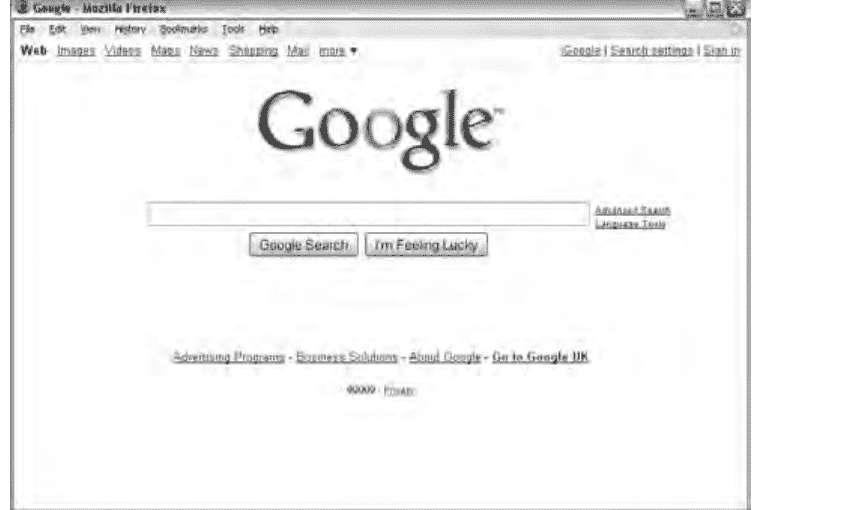 Google - Mozilla Firefox
File Edit View History Bookmarks Tools Help
Web Images Videos Maps News Shopping Mail more ▼ iGoogle | Search settings | Sign in
Google™
Advanced Search
Language Tools
Google Search I'm Feeling Lucky
Advertising Programs - Business Solutions - About Google - Go to Google UK
Privacy